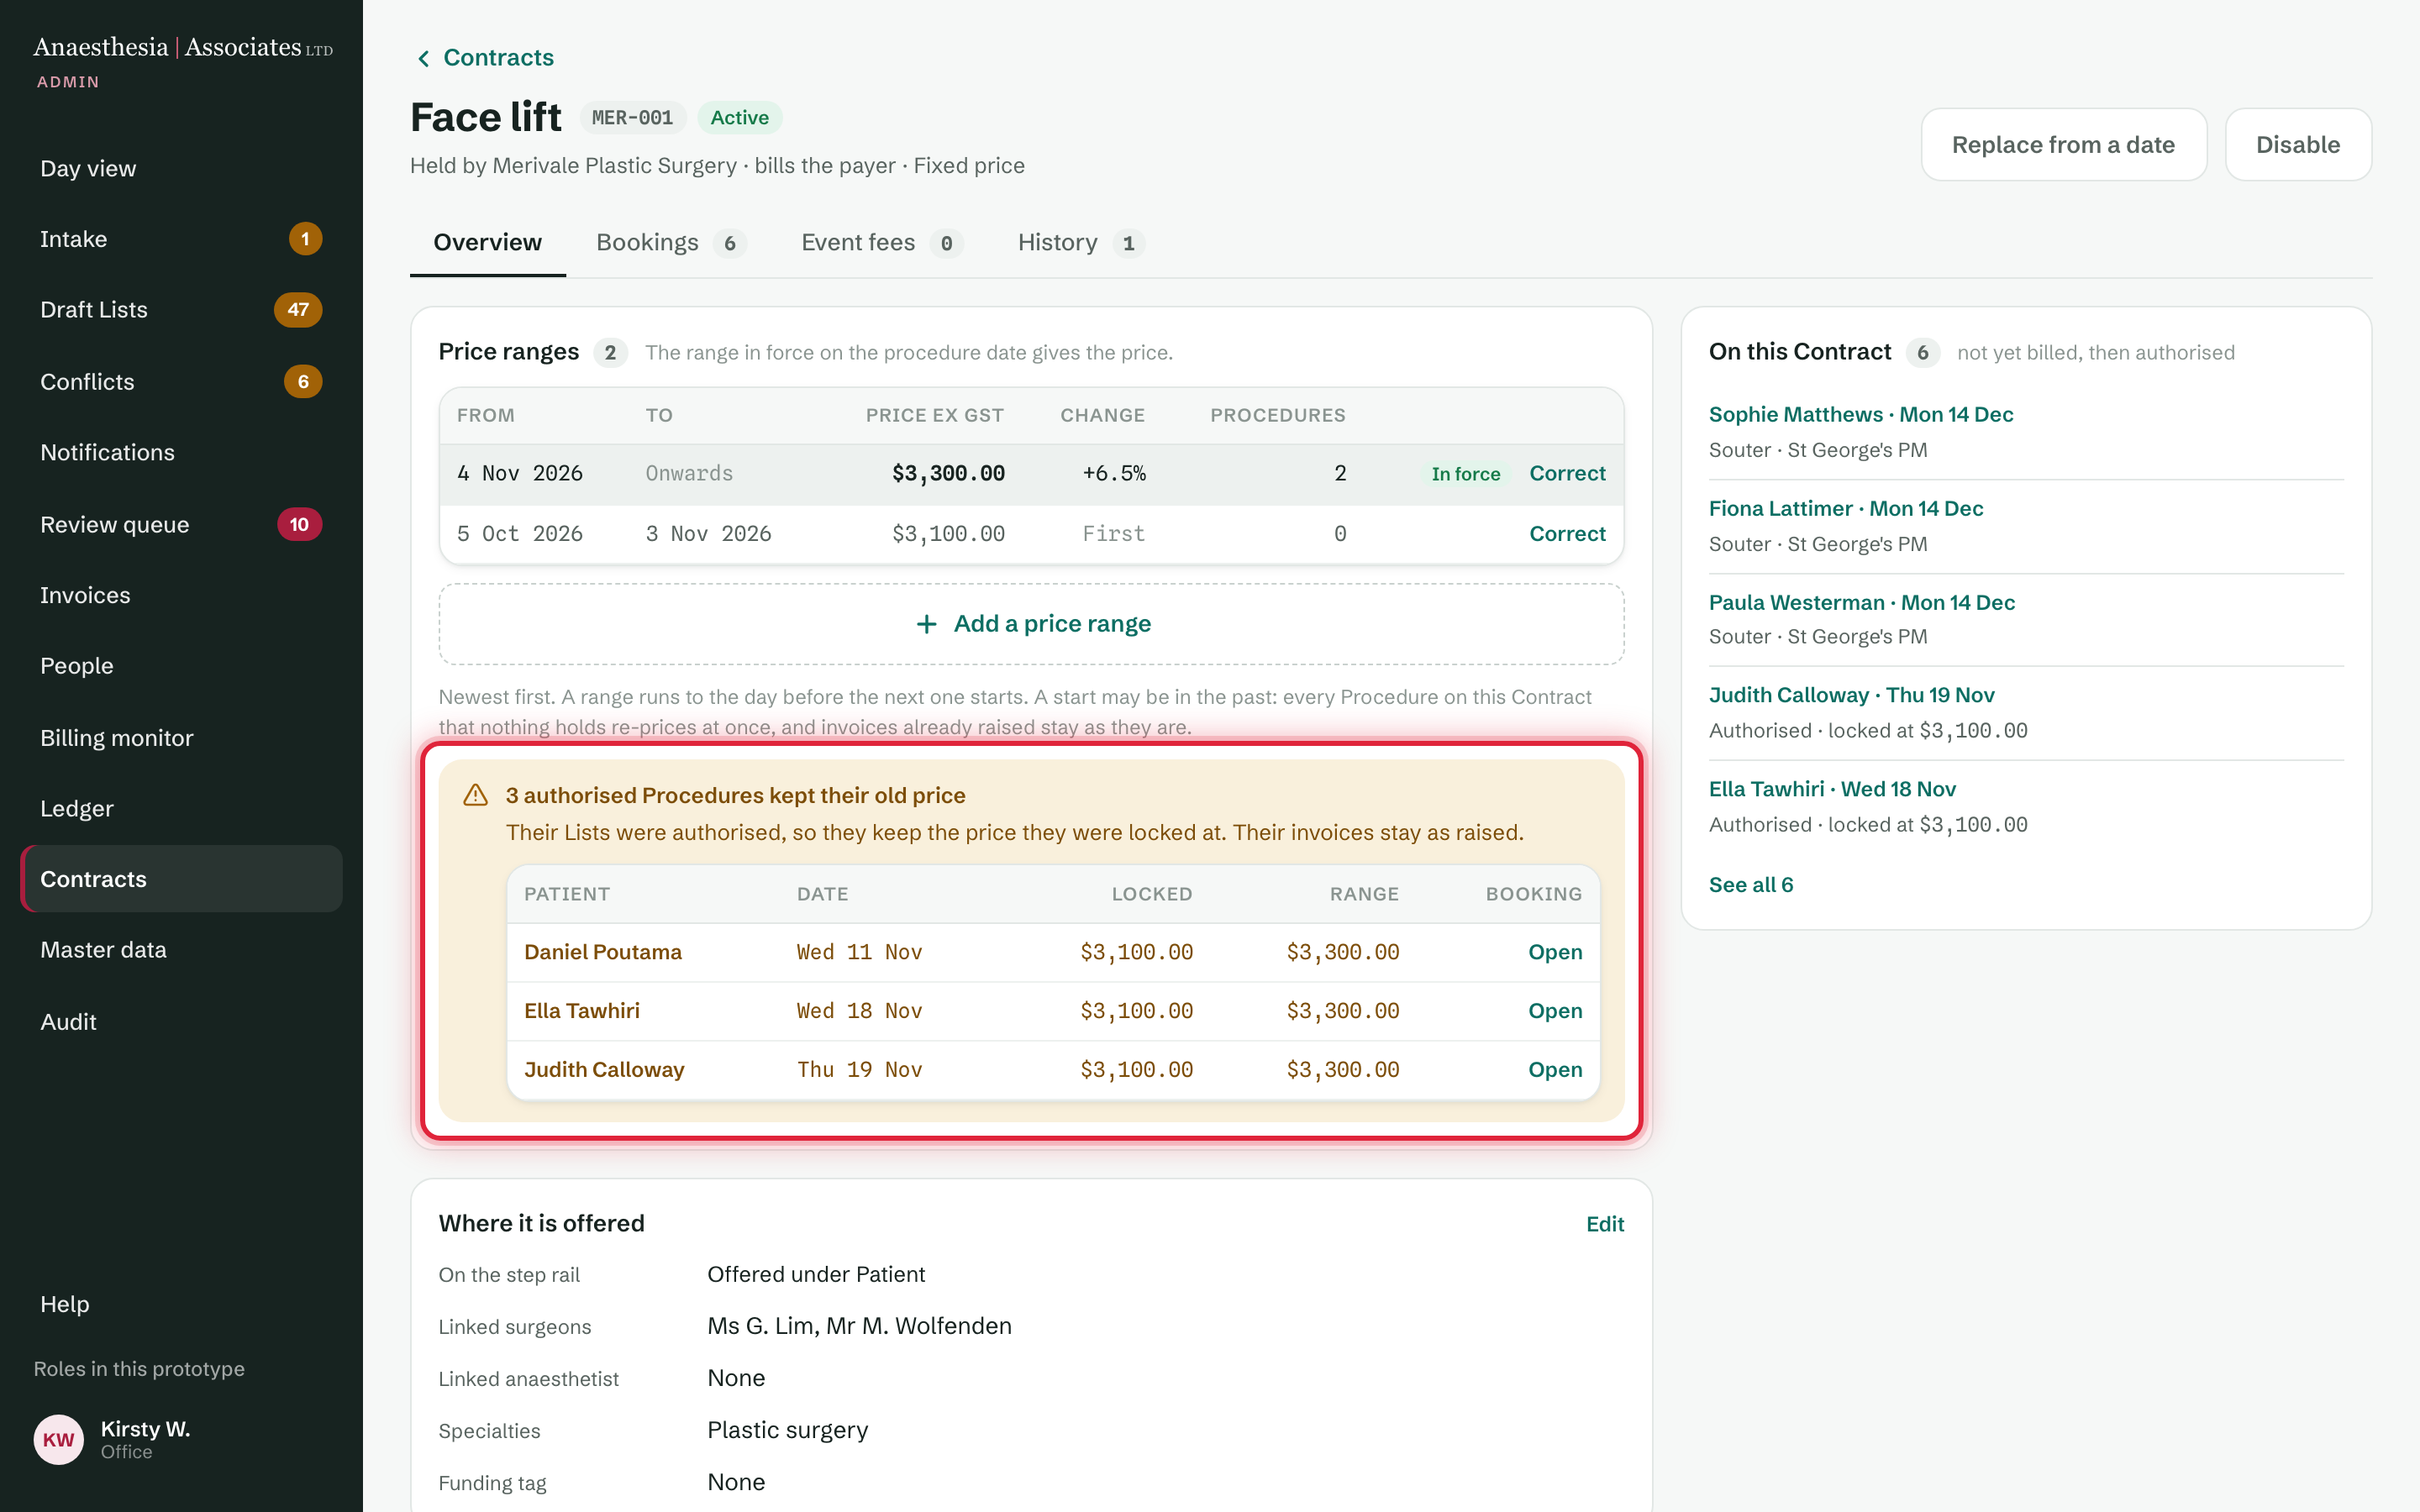 Anaesthesia | Associates LTD
ADMIN
Day view
Intake 1
Draft Lists 47
Conflicts 6
Notifications
Review queue 10
Invoices
People
Billing monitor
Ledger
Contracts
Master data
Audit
Help
Roles in this prototype
KW Kirsty W.
Office
Contracts
Face lift MER-001 Active
Held by Merivale Plastic Surgery · bills the payer · Fixed price
Replace from a date Disable
Overview Bookings 6 Event fees 0 History 1
Price ranges 2 The range in force on the procedure date gives the price.
FROM TO PRICE EX GST CHANGE PROCEDURES
4 Nov 2026 Onwards $3,300.00 +6.5% 2 In force Correct
5 Oct 2026 3 Nov 2026 $3,100.00 First 0 Correct
+ Add a price range
Newest first. A range runs to the day before the next one starts. A start may be in the past: every Procedure on this Contract
that nothing holds re-prices at once, and invoices already raised stay as they are.
3 authorised Procedures kept their old price
Their Lists were authorised, so they keep the price they were locked at. Their invoices stay as raised.
PATIENT DATE LOCKED RANGE BOOKING
Daniel Poutama Wed 11 Nov $3,100.00 $3,300.00 Open
Ella Tawhiri Wed 18 Nov $3,100.00 $3,300.00 Open
Judith Calloway Thu 19 Nov $3,100.00 $3,300.00 Open
Where it is offered Edit
On the step rail Offered under Patient
Linked surgeons Ms G. Lim, Mr M. Wolfenden
Linked anaesthetist None
Specialties Plastic surgery
Funding tag None
On this Contract 6 not yet billed, then authorised
Sophie Matthews · Mon 14 Dec
Souter · St George's PM
Fiona Lattimer · Mon 14 Dec
Souter · St George's PM
Paula Westerman · Mon 14 Dec
Souter · St George's PM
Judith Calloway · Thu 19 Nov
Authorised · locked at $3,100.00
Ella Tawhiri · Wed 18 Nov
Authorised · locked at $3,100.00
See all 6